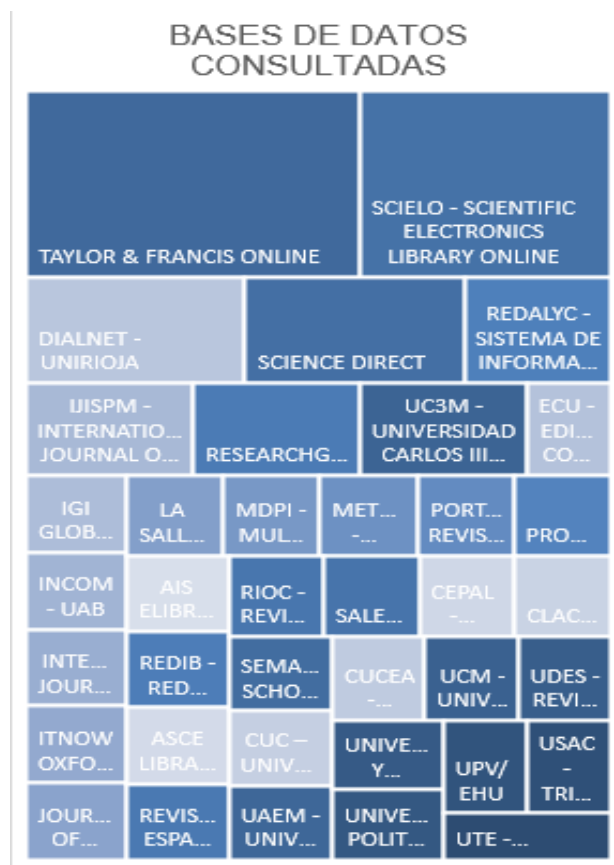 BASES DE DATOS
CONSULTADAS
TAYLOR & FRANCIS ONLINE
SCIELO - SCIENTIFIC
ELECTRONICS
LIBRARY ONLINE
DIALNET -
UNIRIOJA
SCIENCE DIRECT
REDALYC -
SISTEMA DE
INFORMA...
IJISPM -
INTERNATIO...
JOURNAL O...
RESEARCHG...
UC3M -
UNIVERSIDAD
CARLOS III...
ECU -
EDI...
CO...
IGI
GLOB...
LA
SALL...
MDPI -
MUL...
MET...
-...
PORT...
REVIS...
PRO...
INCOM
- UAB
AIS
ELIBR...
RIOC -
REVI...
SALE...
CEPAL
-...
CLAC...
INTE...
JOUR...
REDIB -
RED...
SEMA...
SCHO...
CUCEA
-...
UCM -
UNIV...
UDES -
REVI...
ITNOW
OXFO...
ASCE
LIBRA...
CUC –
UNIV...
UNIVE...
Y...
UPV/
EHU
USAC
-
TRI...
JOUR...
OF...
REVIS...
ESPA...
UAEM -
UNIV...
UNIVE...
POLIT...
UTE -...